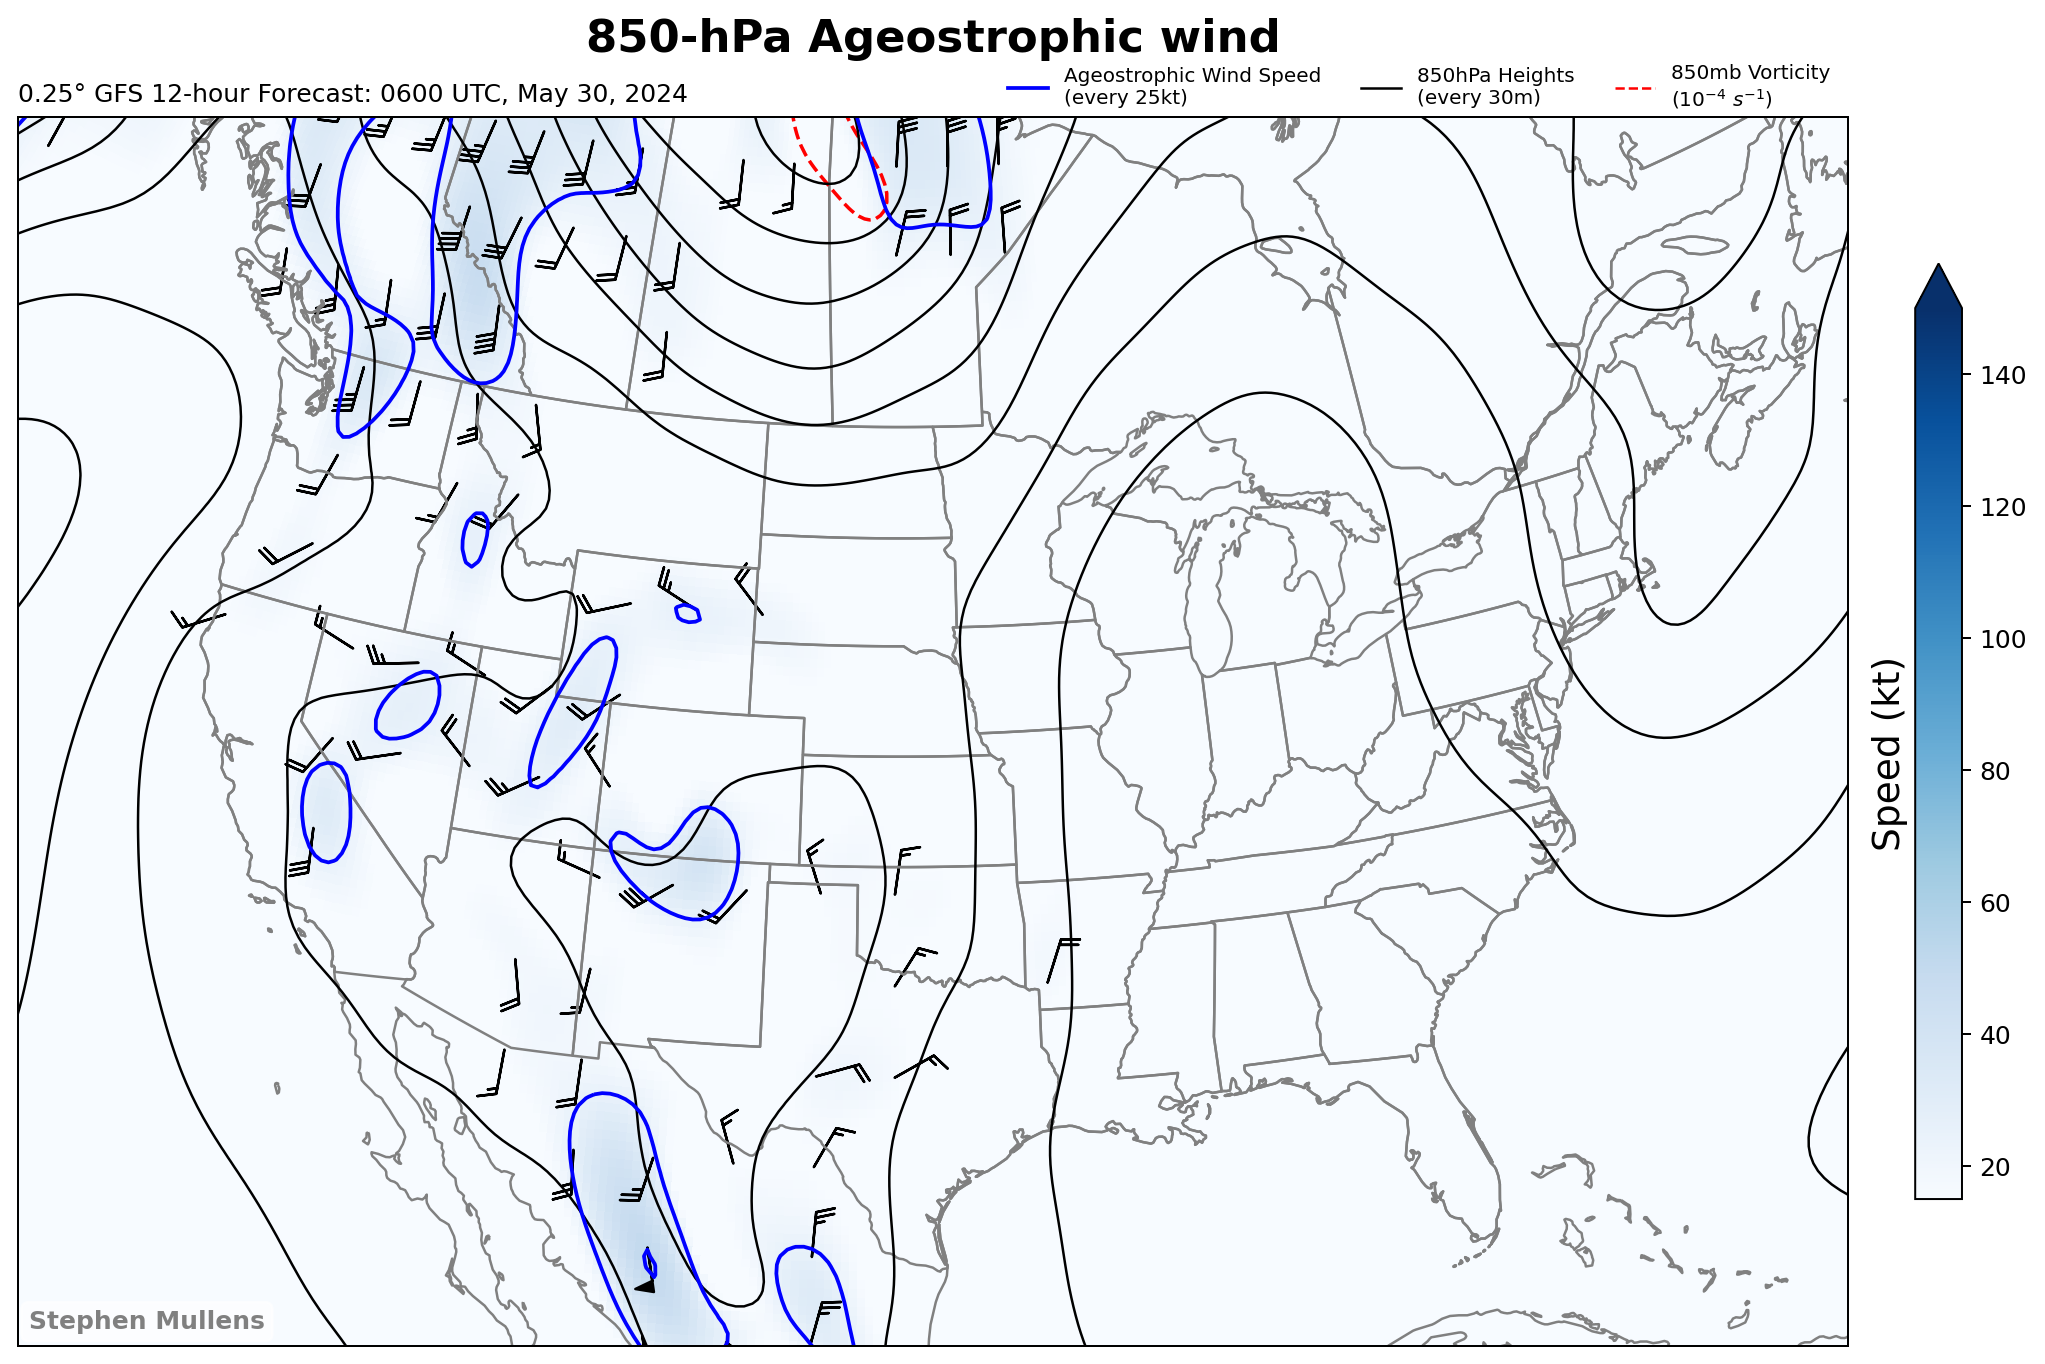 850-hPa Ageostrophic wind
0.25° GFS 12-hour Forecast: 0600 UTC, May 30, 2024
Ageostrophic Wind Speed
(every 25kt)
850hPa Heights
(every 30m)
850mb Vorticity
(10⁻⁴ s⁻¹)
140
120
100
80
60
40
20
Speed (kt)
Stephen Mullens